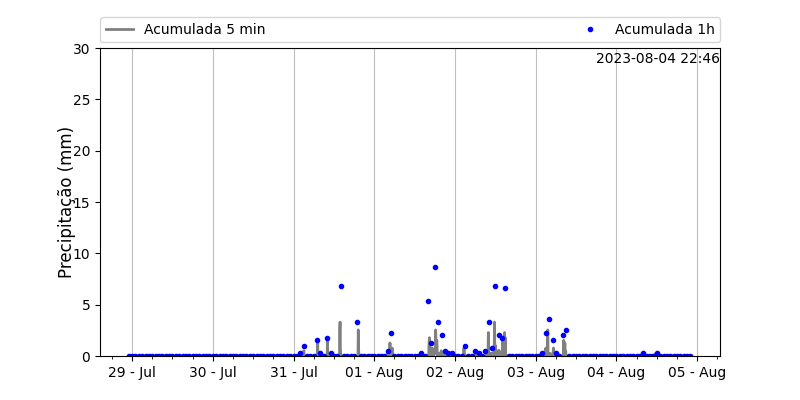 Acumulada 5 min
Acumulada 1h
2023-08-04 22:46
Precipitação (mm)
30
25
20
15
10
5
0
29 - Jul
30 - Jul
31 - Jul
01 - Aug
02 - Aug
03 - Aug
04 - Aug
05 - Aug